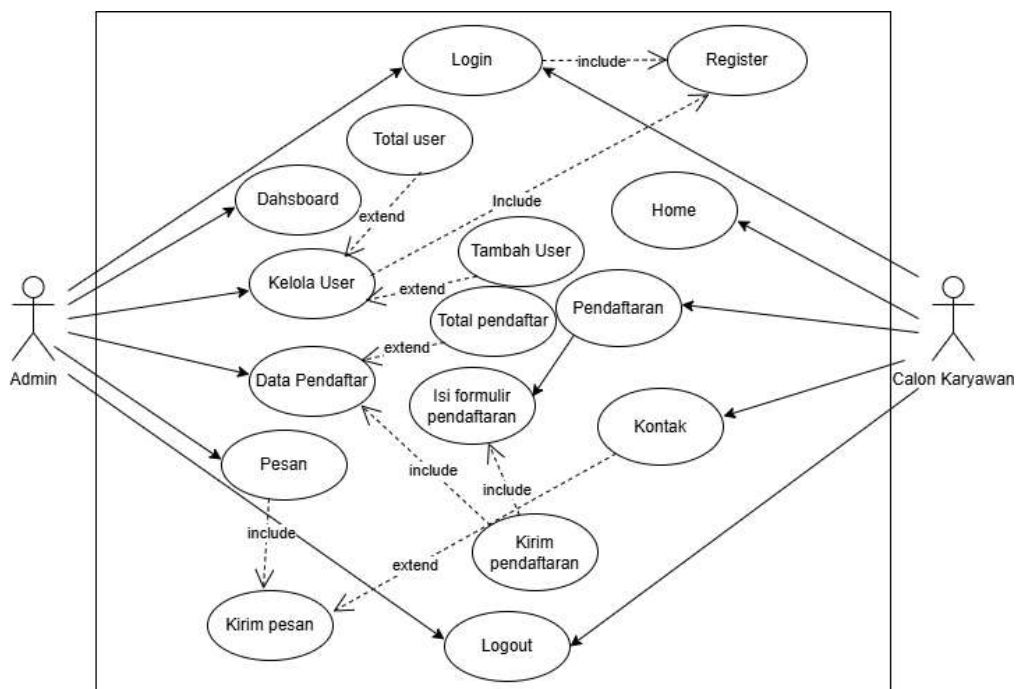 Login
include
Register
Total user
Dahsboard
extend
Include
Home
Tambah User
Kelola User
extend
Total pendaftar
Pendaftaran
extend
Admin
Data Pendaftar
Calon Karyawan
Isi formulir
pendaftaran
Kontak
Pesan
include
include
include
Kirim
pendaftaran
extend
Kirim pesan
Logout